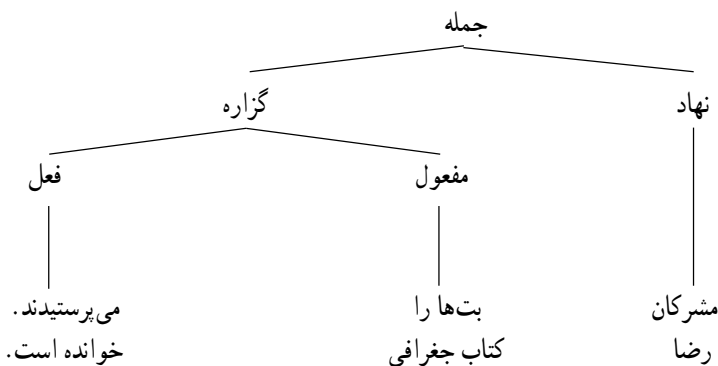 جمله
نهاد گزاره
مفعول فعل
مشرکان بت‌ها را می‌پرستیدند.
رضا کتاب جغرافی خوانده است.